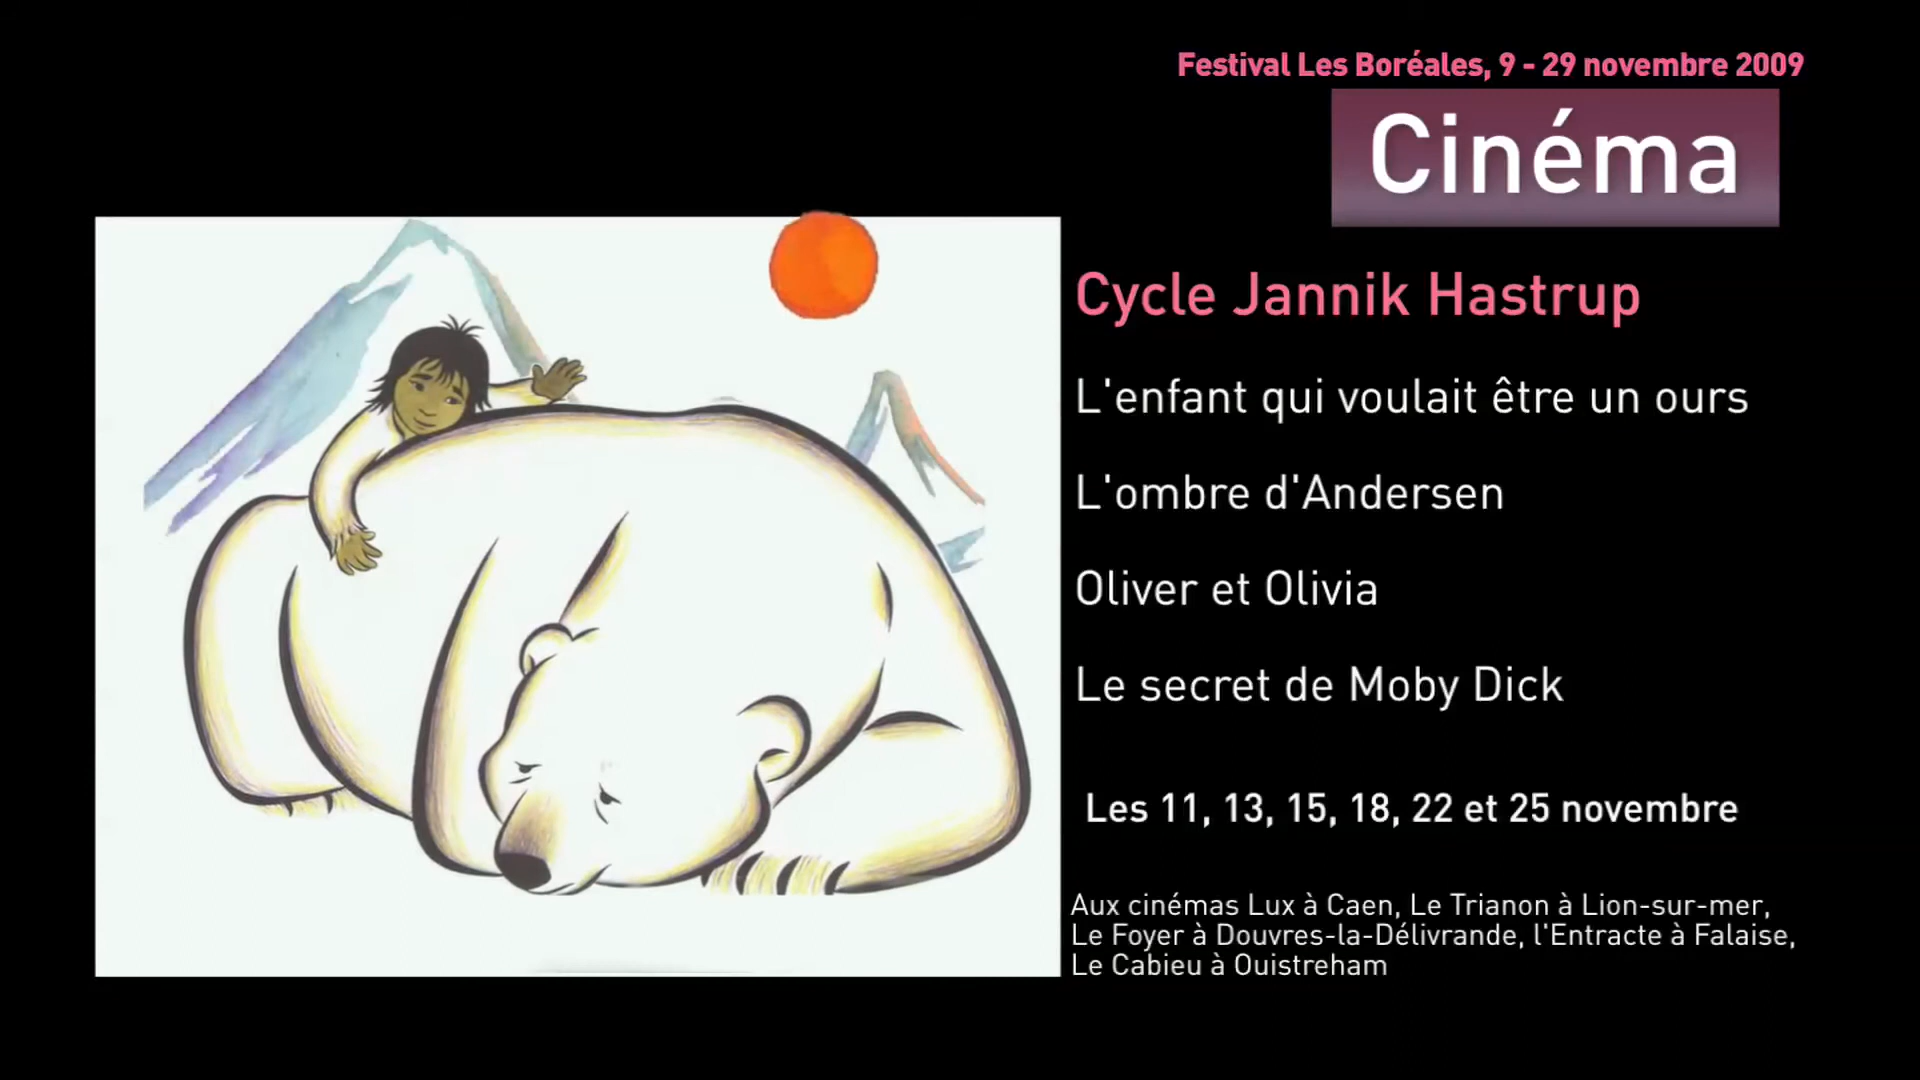 Festival Les Boréales, 9 - 29 novembre 2009
Cinéma
Cycle Jannik Hastrup
L'enfant qui voulait être un ours
L'ombre d'Andersen
Oliver et Olivia
Le secret de Moby Dick
Les 11, 13, 15, 18, 22 et 25 novembre
Aux cinémas Lux à Caen, Le Trianon à Lion-sur-mer,
Le Foyer à Douvres-la-Délivrande, l'Entracte à Falaise,
Le Cabieu à Ouistreham